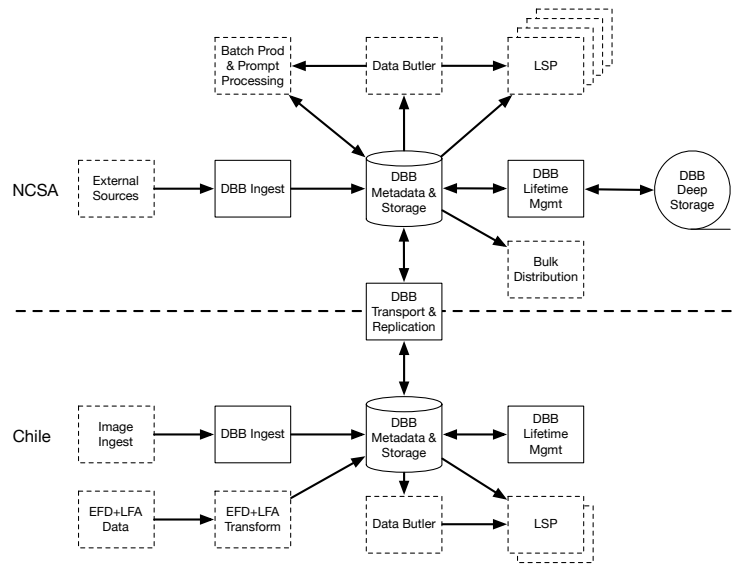 Batch Prod
& Prompt
Processing
Data Butler
LSP
NCSA
External
Sources
DBB Ingest
DBB
Metadata &
Storage
DBB
Lifetime
Mgmt
DBB
Deep
Storage
Bulk
Distribution
DBB
Transport &
Replication
Chile
Image
Ingest
DBB Ingest
DBB
Metadata &
Storage
DBB
Lifetime
Mgmt
EFD+LFA
Data
EFD+LFA
Transform
Data Butler
LSP